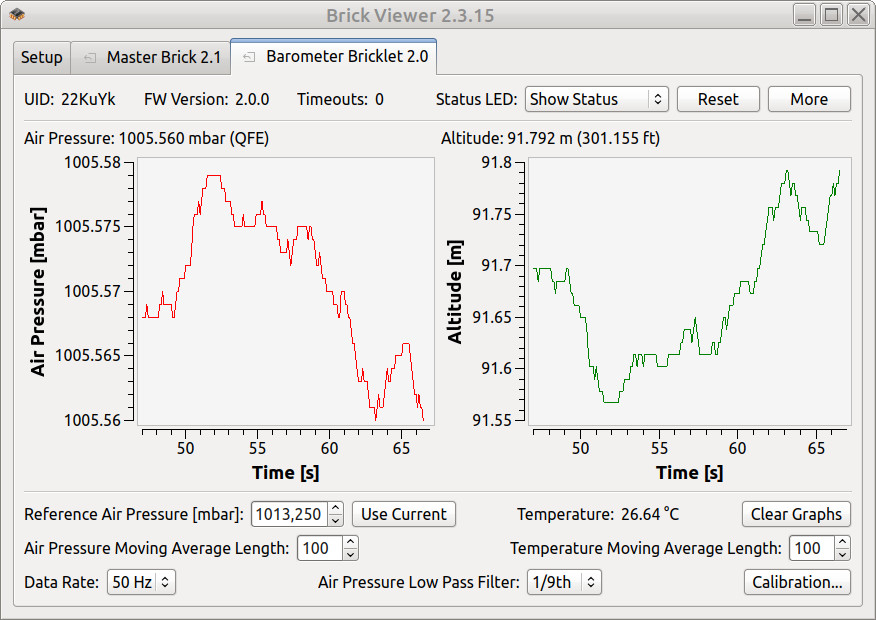 Brick Viewer 2.3.15
Setup Master Brick 2.1 Barometer Bricklet 2.0
UID: 22KuYk FW Version: 2.0.0 Timeouts: 0 Status LED: Show Status Reset More
Air Pressure: 1005.560 mbar (QFE) Altitude: 91.792 m (301.155 ft)
Air Pressure [mbar]
1005.58
1005.575
1005.57
1005.565
1005.56
50 55 60 65
Time [s]
Altitude [m]
91.8
91.75
91.7
91.65
91.6
91.55
50 55 60 65
Time [s]
Reference Air Pressure [mbar]: 1013,250 Use Current Temperature: 26.64 °C Clear Graphs
Air Pressure Moving Average Length: 100 Temperature Moving Average Length: 100
Data Rate: 50 Hz Air Pressure Low Pass Filter: 1/9th Calibration...